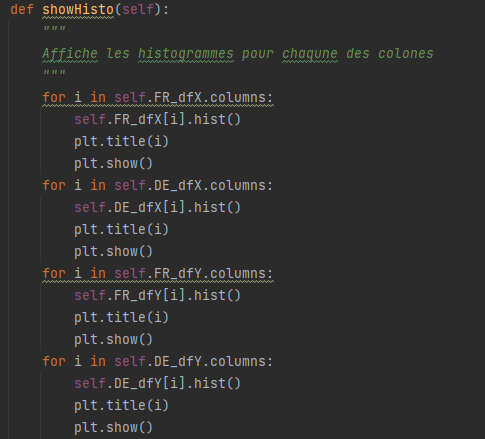 def showHisto(self):
"""
Affiche les histogrammes pour chaqune des colones
"""
for i in self.FR_dfX.columns:
self.FR_dfX[i].hist()
plt.title(i)
plt.show()
for i in self.DE_dfX.columns:
self.DE_dfX[i].hist()
plt.title(i)
plt.show()
for i in self.FR_dfY.columns:
self.FR_dfY[i].hist()
plt.title(i)
plt.show()
for i in self.DE_dfY.columns:
self.DE_dfY[i].hist()
plt.title(i)
plt.show()